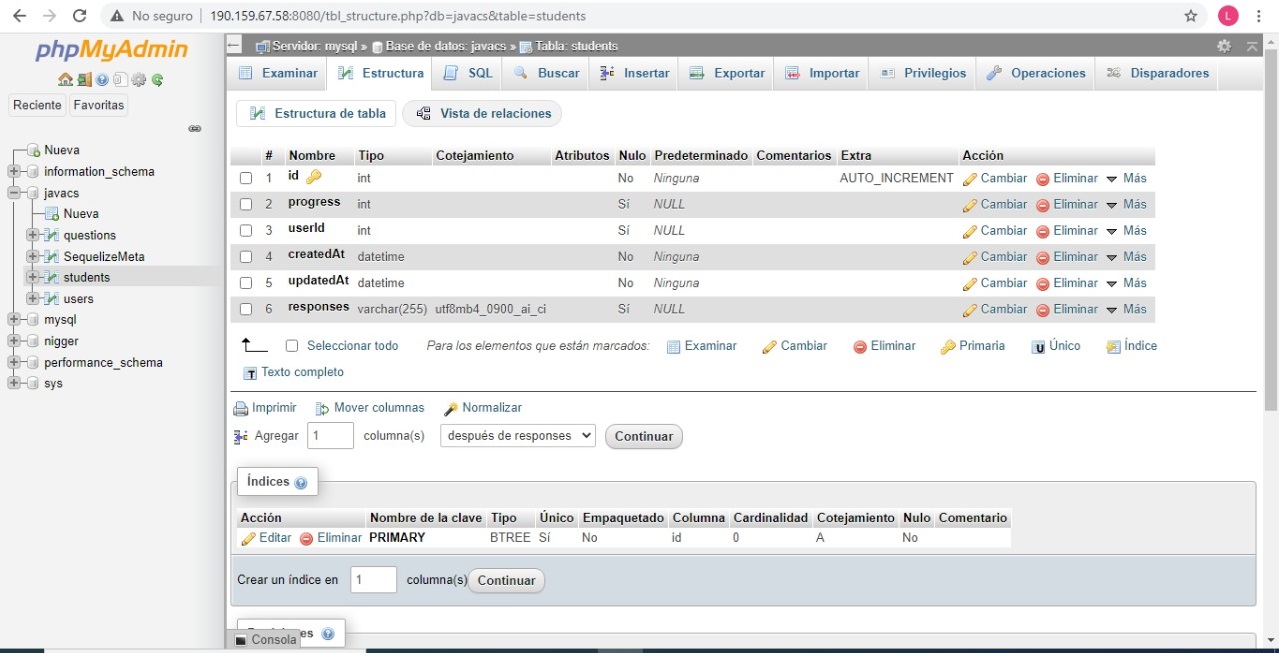 No seguro | 190.159.67.58:8080/tbl_structure.php?db=javacs&table=students
L
phpMyAdmin
Reciente Favoritas
Nueva
information_schema
javacs
Nueva
questions
SequelizeMeta
students
users
mysql
nigger
performance_schema
sys
Servidor: mysql » Base de datos: javacs » Tabla: students
Examinar Estructura SQL Buscar Insertar Exportar Importar Privilegios Operaciones Disparadores
Estructura de tabla Vista de relaciones
# Nombre Tipo Cotejamiento Atributos Nulo Predeterminado Comentarios Extra Acción
1 id int No Ninguna AUTO_INCREMENT Cambiar Eliminar Más
2 progress int Sí NULL Cambiar Eliminar Más
3 userId int Sí NULL Cambiar Eliminar Más
4 createdAt datetime No Ninguna Cambiar Eliminar Más
5 updatedAt datetime No Ninguna Cambiar Eliminar Más
6 responses varchar(255) utf8mb4_0900_ai_ci Sí NULL Cambiar Eliminar Más
Seleccionar todo Para los elementos que están marcados: Examinar Cambiar Eliminar Primaria Único Índice
Texto completo
Imprimir Mover columnas Normalizar
Agregar 1 columna(s) después de responses Continuar
Índices
Acción Nombre de la clave Tipo Único Empaquetado Columna Cardinalidad Cotejamiento Nulo Comentario
Editar Eliminar PRIMARY BTREE Sí No id 0 A No
Crear un índice en 1 columna(s) Continuar
Consola